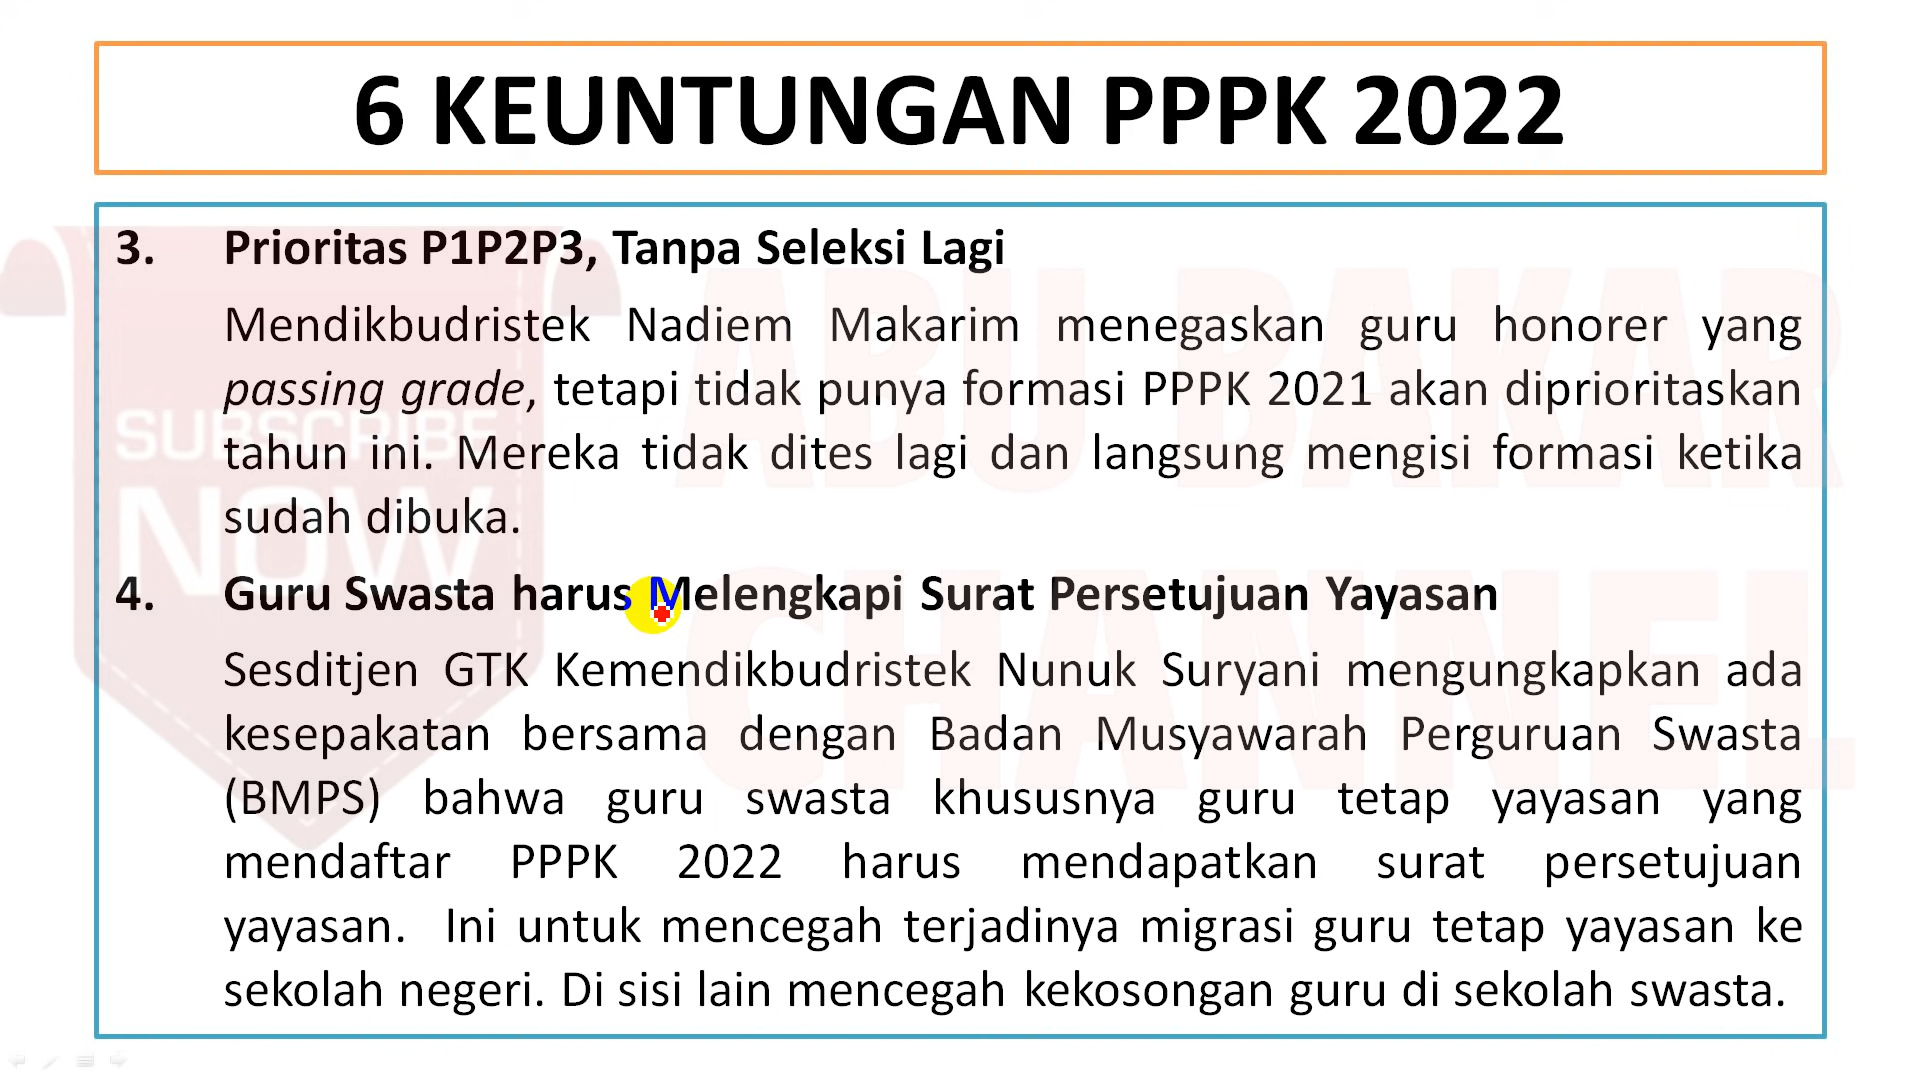 6 KEUNTUNGAN PPPK 2022
3. Prioritas P1P2P3, Tanpa Seleksi Lagi
Mendikbudristek Nadiem Makarim menegaskan guru honorer yang
passing grade, tetapi tidak punya formasi PPPK 2021 akan diprioritaskan
tahun ini. Mereka tidak dites lagi dan langsung mengisi formasi ketika
sudah dibuka.
4. Guru Swasta harus Melengkapi Surat Persetujuan Yayasan
Sesditjen GTK Kemendikbudristek Nunuk Suryani mengungkapkan ada
kesepakatan bersama dengan Badan Musyawarah Perguruan Swasta
(BMPS) bahwa guru swasta khususnya guru tetap yayasan yang
mendaftar PPPK 2022 harus mendapatkan surat persetujuan
yayasan. Ini untuk mencegah terjadinya migrasi guru tetap yayasan ke
sekolah negeri. Di sisi lain mencegah kekosongan guru di sekolah swasta.
SUBSCRIBE
NOW
ABU BAKAR
CHANNEL